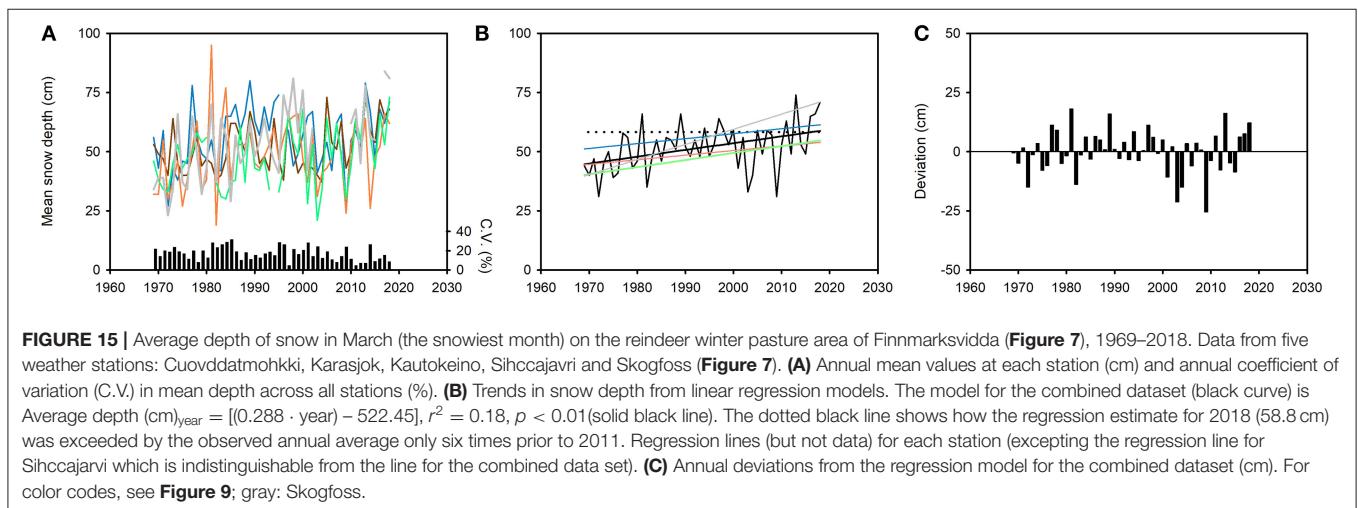 A
B
C
100
75
50
25
0
Mean snow depth (cm)
40
20
0
C.V. (%)
1960 1970 1980 1990 2000 2010 2020 2030
100
75
50
25
0
1960 1970 1980 1990 2000 2010 2020 2030
50
25
0
-25
-50
Deviation (cm)
1960 1970 1980 1990 2000 2010 2020 2030
FIGURE 15 | Average depth of snow in March (the snowiest month) on the reindeer winter pasture area of Finnmarksvidda (Figure 7), 1969–2018. Data from five
weather stations: Cuovddatmohkki, Karasjok, Kautokeino, Sihccajavri and Skogfoss (Figure 7). (A) Annual mean values at each station (cm) and annual coefficient of
variation (C.V.) in mean depth across all stations (%). (B) Trends in snow depth from linear regression models. The model for the combined dataset (black curve) is
Average depth (cm)year = [(0.288 · year) – 522.45], r² = 0.18, p < 0.01(solid black line). The dotted black line shows how the regression estimate for 2018 (58.8 cm)
was exceeded by the observed annual average only six times prior to 2011. Regression lines (but not data) for each station (excepting the regression line for
Sihccajarvi which is indistinguishable from the line for the combined data set). (C) Annual deviations from the regression model for the combined dataset (cm). For
color codes, see Figure 9; gray: Skogfoss.